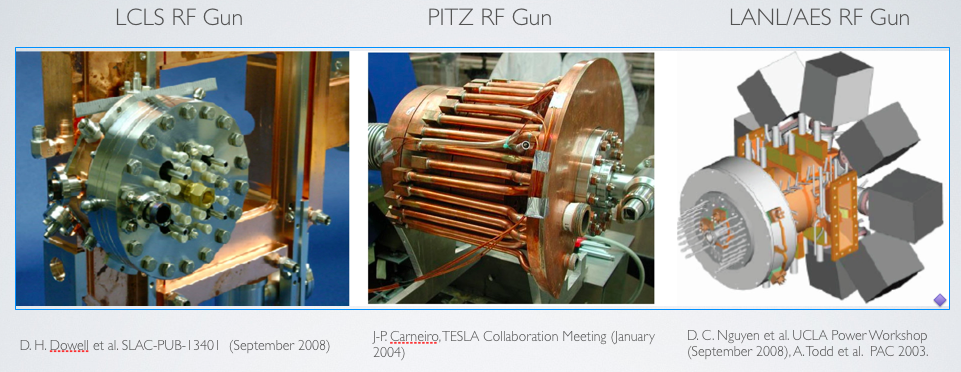 LCLS RF Gun
PITZ RF Gun
LANL/AES RF Gun
D. H. Dowell et al. SLAC-PUB-13401 (September 2008)
J-P. Carneiro, TESLA Collaboration Meeting (January
2004)
D. C. Nguyen et al. UCLA Power Workshop
(September 2008), A. Todd et al. PAC 2003.